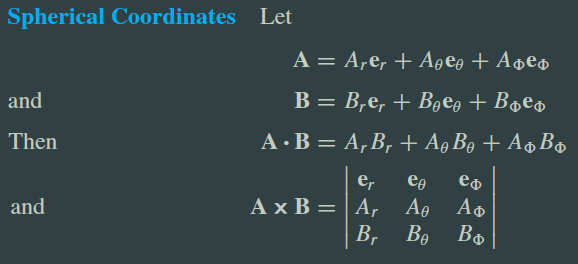 Spherical Coordinates Let
A = A_r e_r + A_θ e_θ + A_Φ e_Φ
and B = B_r e_r + B_θ e_θ + B_Φ e_Φ
Then A · B = A_r B_r + A_θ B_θ + A_Φ B_Φ
e_r e_θ e_Φ
and A x B = | A_r A_θ A_Φ |
B_r B_θ B_Φ